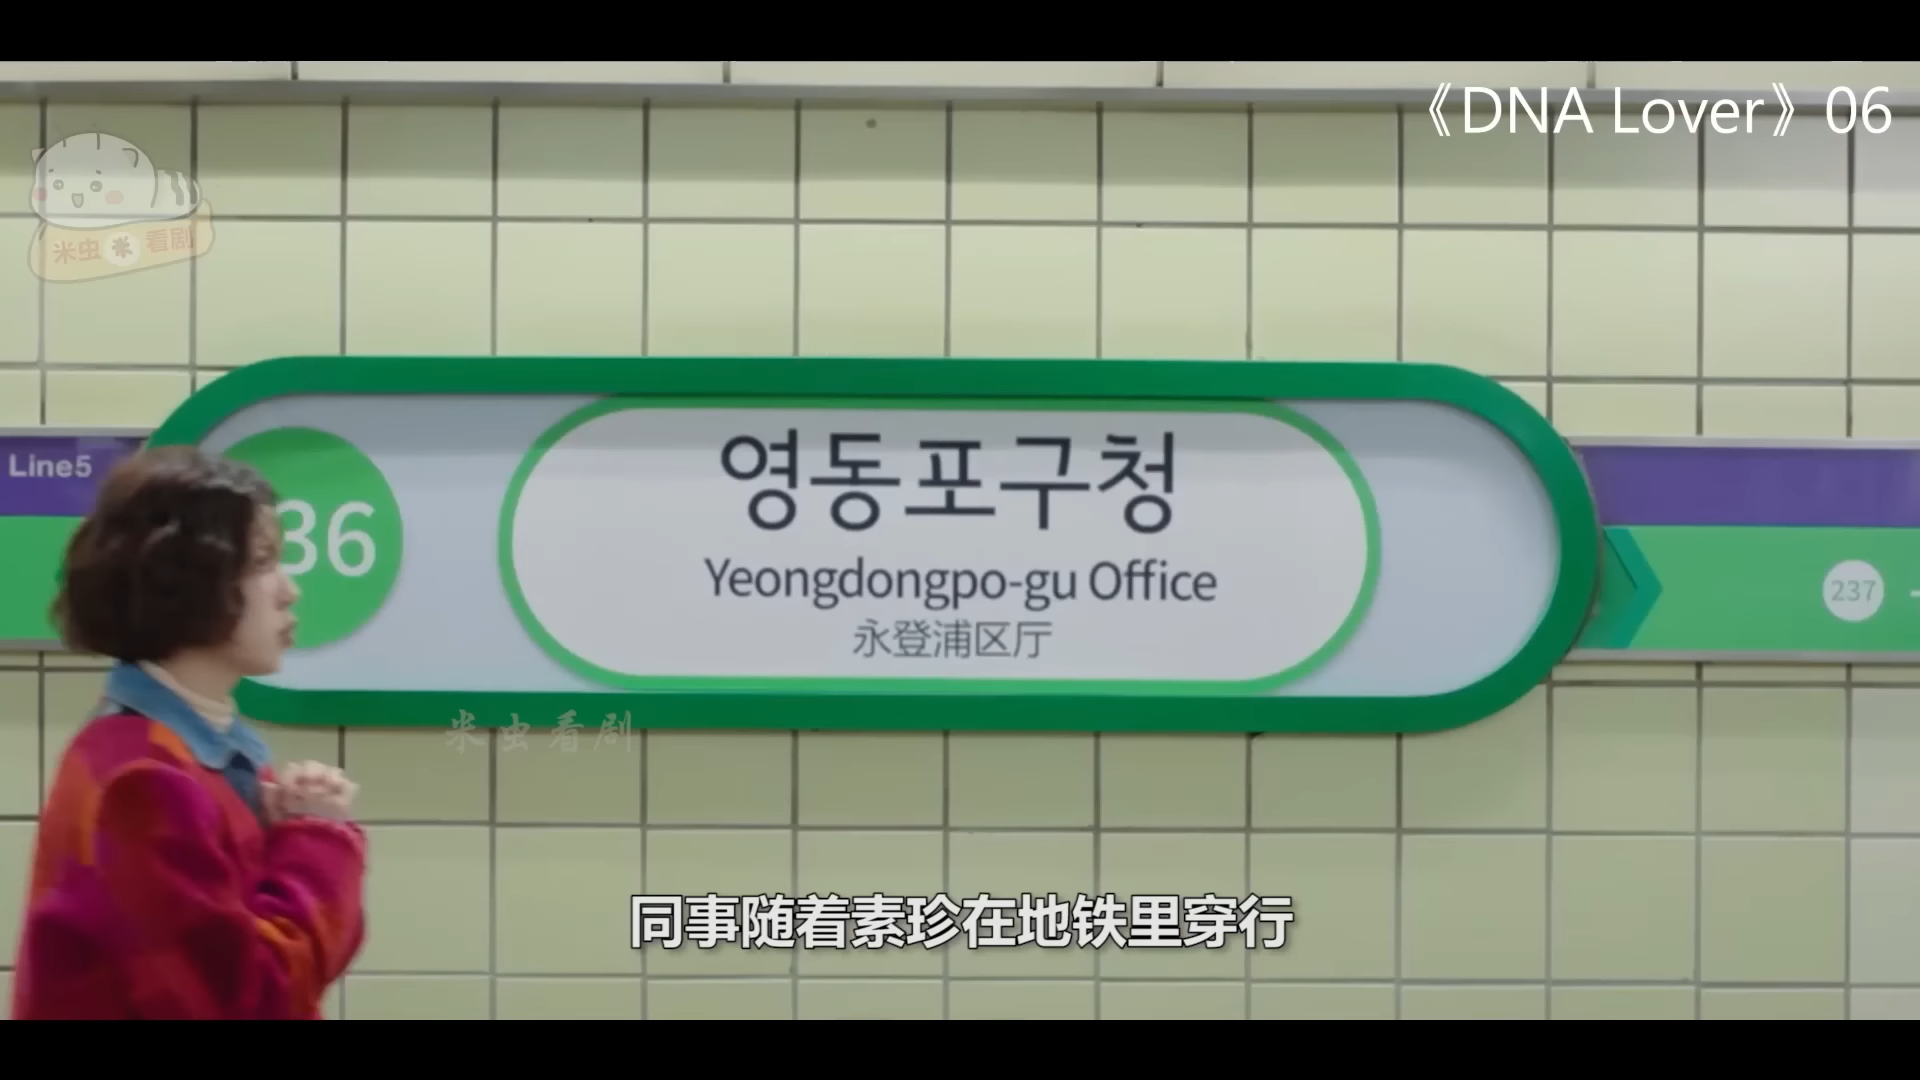 《DNA Lover》06
米虫 米 看剧
Line5
36
영동포구청
Yeongdongpo-gu Office
永登浦区厅
237
米虫看剧
同事随着素珍在地铁里穿行